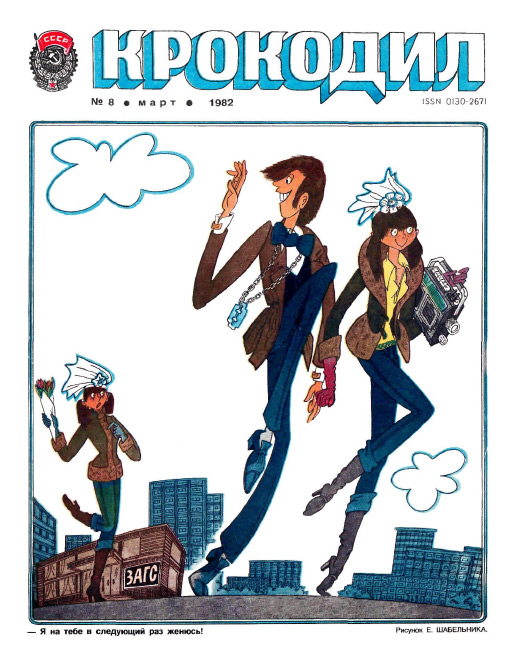 СССР
КРОКОДИЛ
№ 8 • март • 1982
ISSN 0130-2671
ЗАГС
— Я на тебе в следующий раз женюсь!
Рисунок Е. ШАБЕЛЬНИКА.